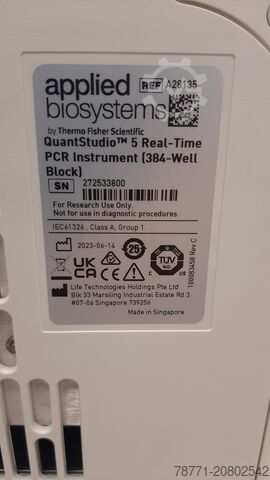 applied REF A28135
biosystems
by Thermo Fisher Scientific
QuantStudio™ 5 Real-Time
PCR Instrument (384-Well
Block)
SN 272533800
For Research Use Only.
Not for use in diagnostic procedures.
IEC61326, Class A, Group 1.
2023-06-14
25
UK
CA
CE
TÜV
SÜD
C US
Life Technologies Holdings Pte Ltd
Blk 33 Marsiling Industrial Estate Rd 3
#07-06 Singapore 739256
Made in Singapore
100083458 Rev C
78771-20802542